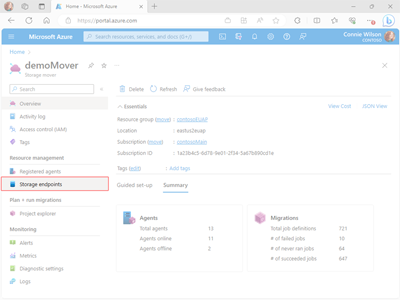 Home - Microsoft Azure
https://portal.azure.com
Microsoft Azure
Search resources, services, and docs (G+/)
Connie Wilson
CONTOSO
Home >
demoMover
Storage mover
Search
Delete
Refresh
Give feedback
Overview
Activity log
Access control (IAM)
Tags
Resource management
Registered agents
Storage endpoints
Plan + run migrations
Project explorer
Monitoring
Alerts
Metrics
Diagnostic settings
Logs
Essentials
View Cost
JSON View
Resource group (move) : contosoEUAP
Location : eastus2euap
Subscription (move) : contosoMain
Subscription ID
Tags (edit) : Add tags
Guided set-up
Summary
Agents
Total agents 13
Agents online 11
Agents offline 2
Migrations
Total job definitions 721
# of failed jobs 10
# of never ran jobs 64
# of succeeded jobs 647